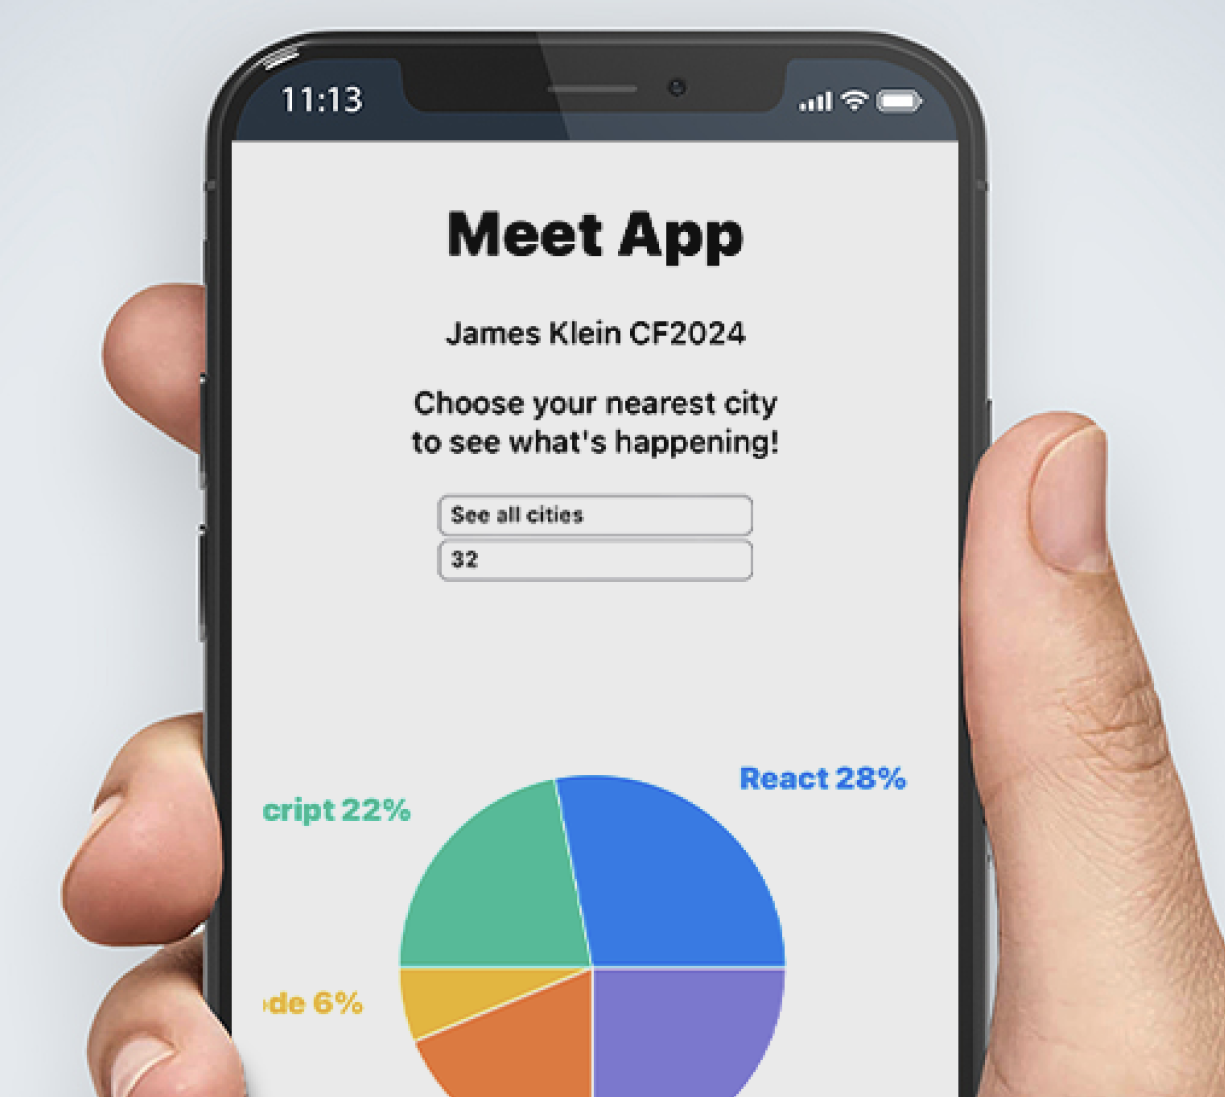 11:13
Meet App
James Klein CF2024
Choose your nearest city
to see what's happening!
See all cities
32
React 28%
cript 22%
de 6%